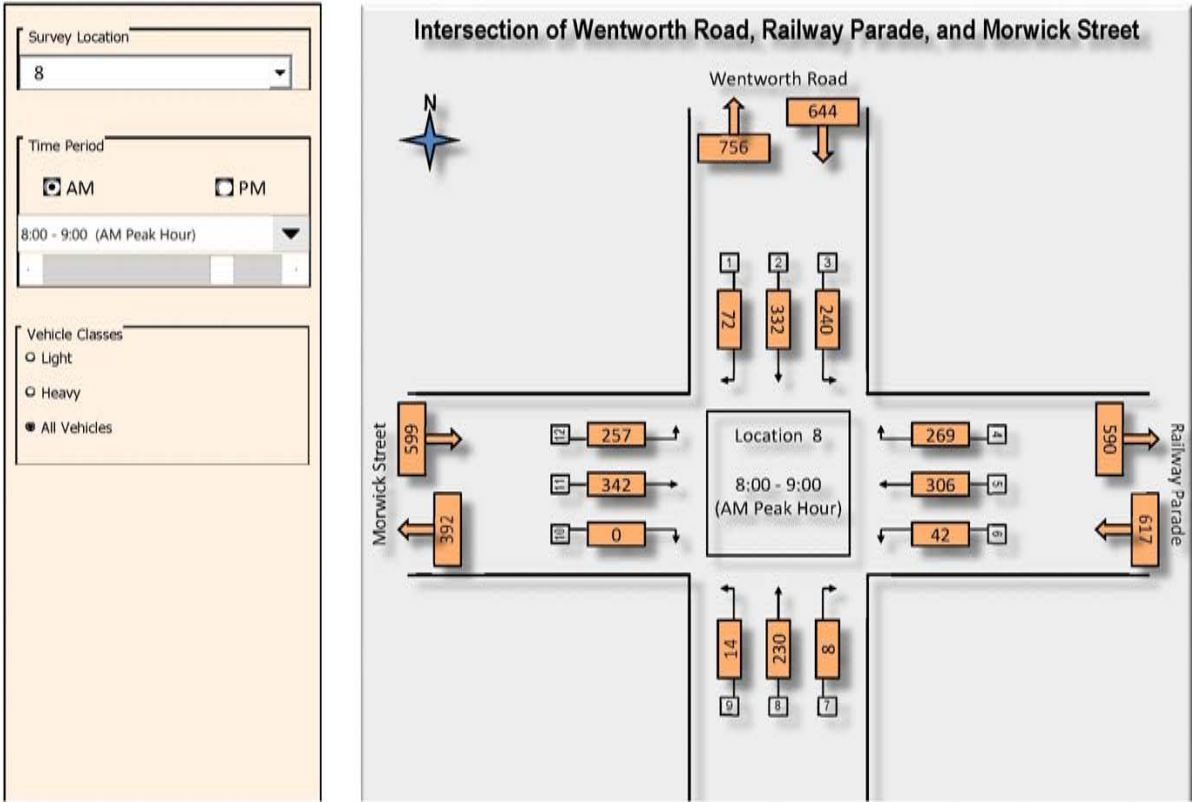 Survey Location
8
Time Period
AM
PM
8:00 - 9:00 (AM Peak Hour)
Vehicle Classes
Light
Heavy
All Vehicles
Intersection of Wentworth Road, Railway Parade, and Morwick Street
Wentworth Road
N
644
756
1
2
3
72
332
240
Morwick Street
599
392
12
257
11
342
10
0
Location 8
8:00 - 9:00
(AM Peak Hour)
269
4
306
5
42
6
590
617
Railway Parade
14
230
8
9
8
7